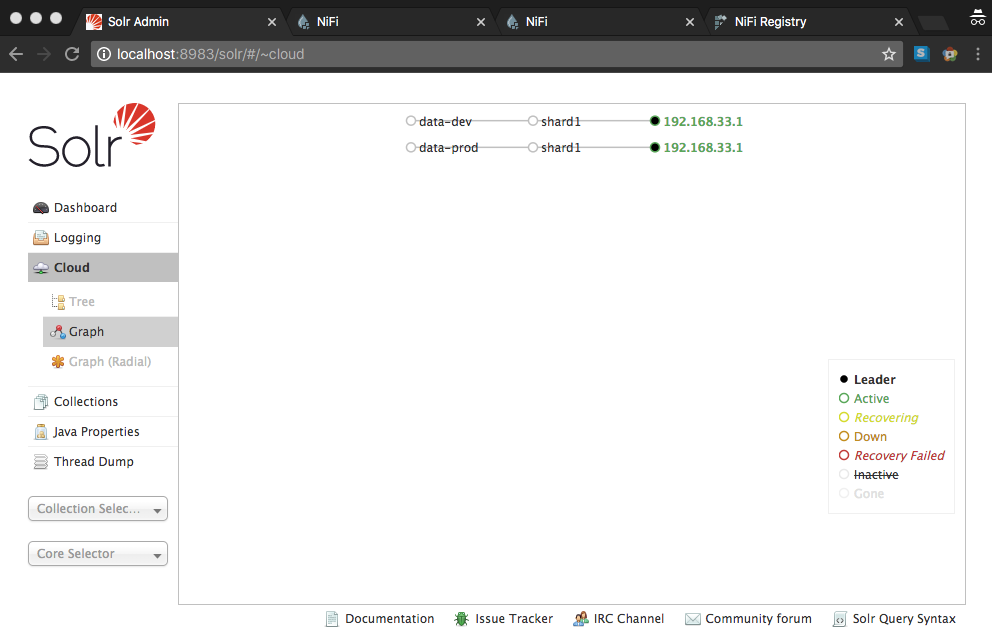 Solr Admin
NiFi
NiFi
NiFi Registry
localhost:8983/solr/#/~cloud
S
Solr
data-dev shard1 192.168.33.1
data-prod shard1 192.168.33.1
Dashboard
Logging
Cloud
Tree
Graph
Graph (Radial)
Collections
Java Properties
Thread Dump
Collection Selec...
Core Selector
Leader
Active
Recovering
Down
Recovery Failed
Inactive
Gone
Documentation Issue Tracker IRC Channel Community forum Solr Query Syntax